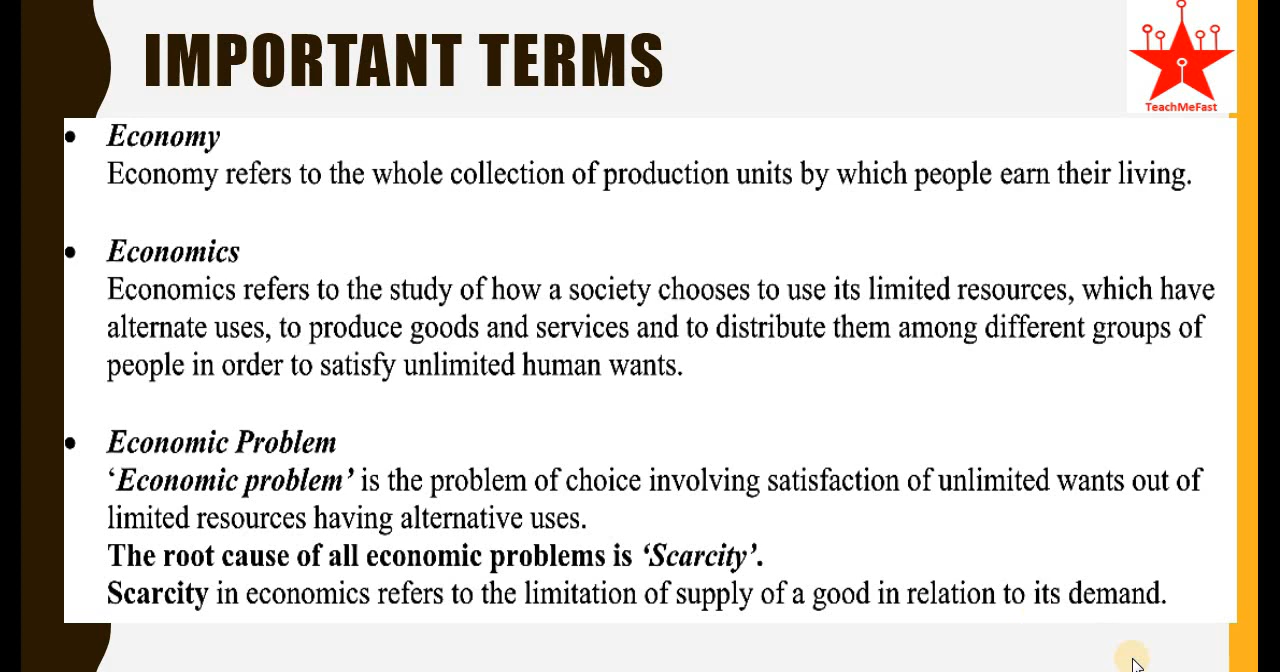 IMPORTANT TERMS
TeachMeFast
• Economy
Economy refers to the whole collection of production units by which people earn their living.
• Economics
Economics refers to the study of how a society chooses to use its limited resources, which have
alternate uses, to produce goods and services and to distribute them among different groups of
people in order to satisfy unlimited human wants.
• Economic Problem
‘Economic problem’ is the problem of choice involving satisfaction of unlimited wants out of
limited resources having alternative uses.
The root cause of all economic problems is ‘Scarcity’.
Scarcity in economics refers to the limitation of supply of a good in relation to its demand.